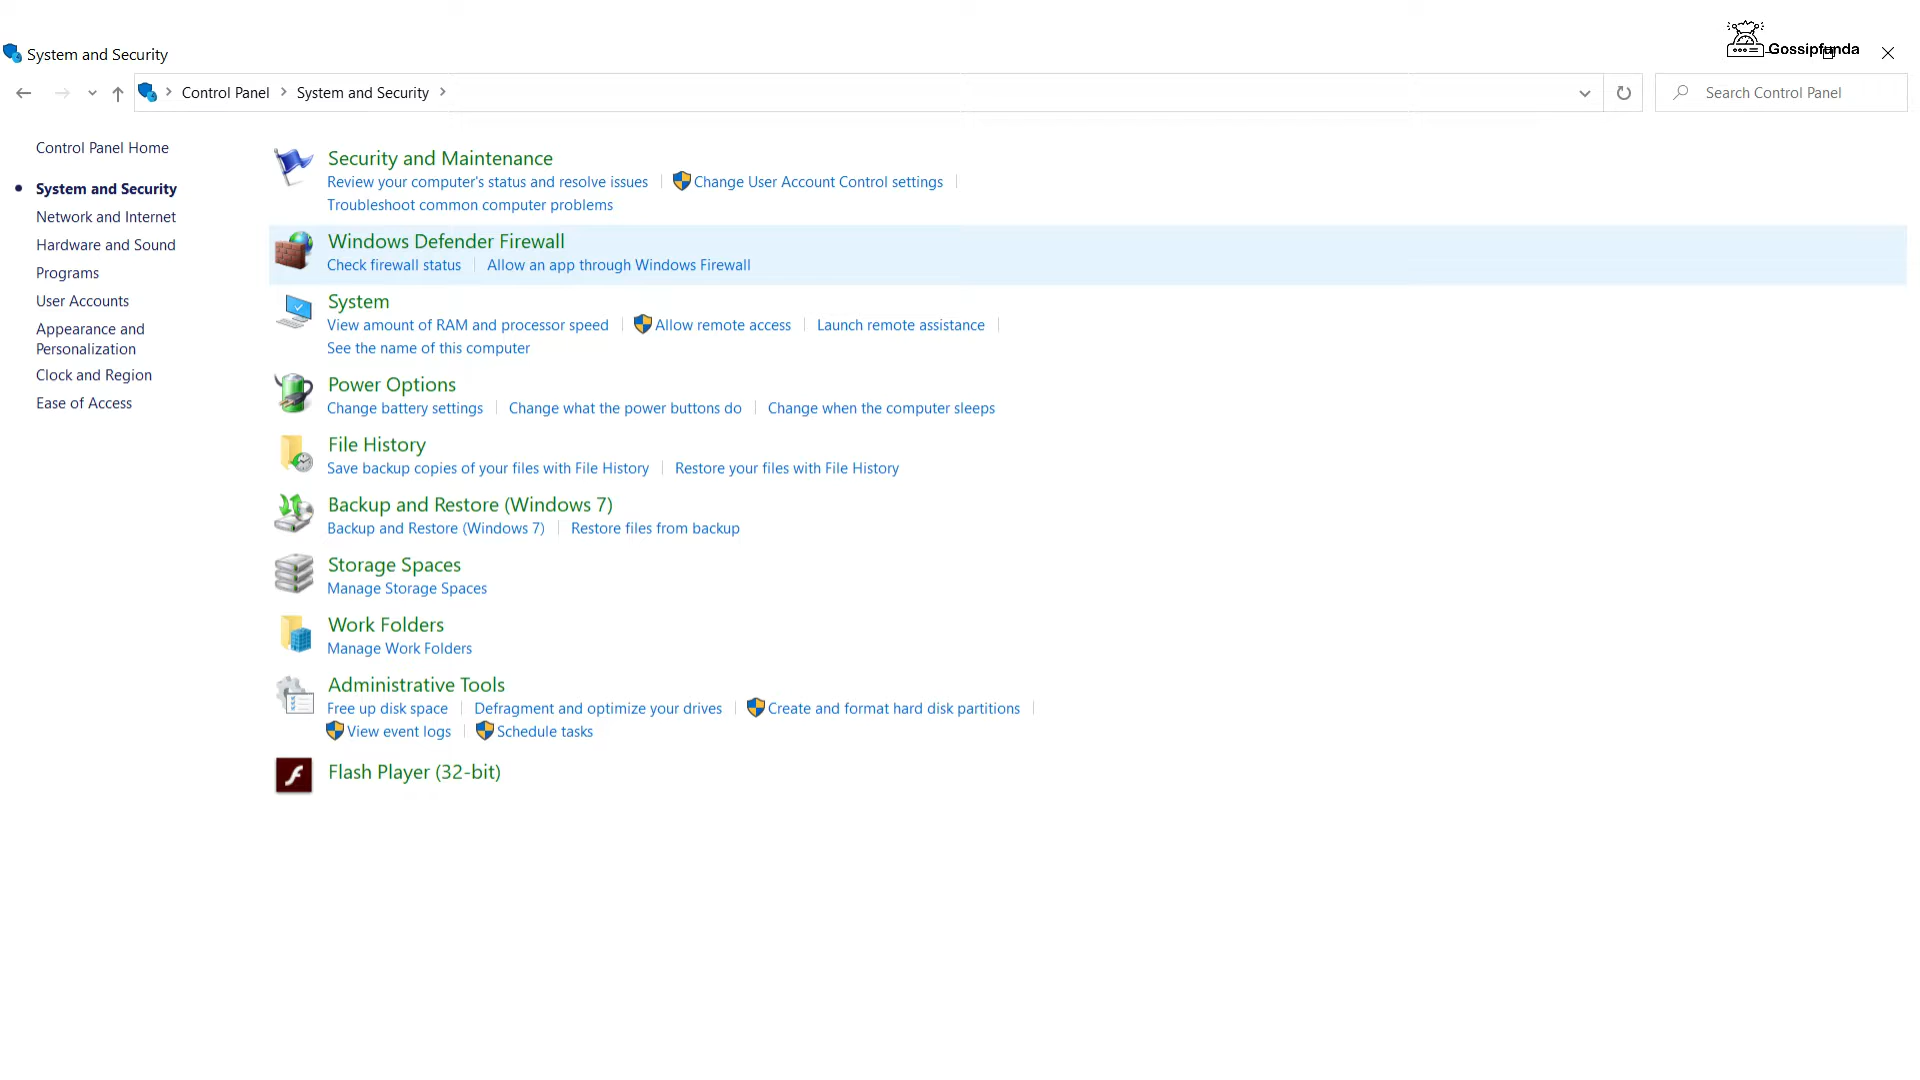 Gossipfunda
System and Security
Control Panel System and Security
Search Control Panel
Control Panel Home
System and Security
Network and Internet
Hardware and Sound
Programs
User Accounts
Appearance and
Personalization
Clock and Region
Ease of Access
Security and Maintenance
Review your computer's status and resolve issues Change User Account Control settings
Troubleshoot common computer problems
Windows Defender Firewall
Check firewall status Allow an app through Windows Firewall
System
View amount of RAM and processor speed Allow remote access Launch remote assistance
See the name of this computer
Power Options
Change battery settings Change what the power buttons do Change when the computer sleeps
File History
Save backup copies of your files with File History Restore your files with File History
Backup and Restore (Windows 7)
Backup and Restore (Windows 7) Restore files from backup
Storage Spaces
Manage Storage Spaces
Work Folders
Manage Work Folders
Administrative Tools
Free up disk space Defragment and optimize your drives Create and format hard disk partitions
View event logs Schedule tasks
Flash Player (32-bit)